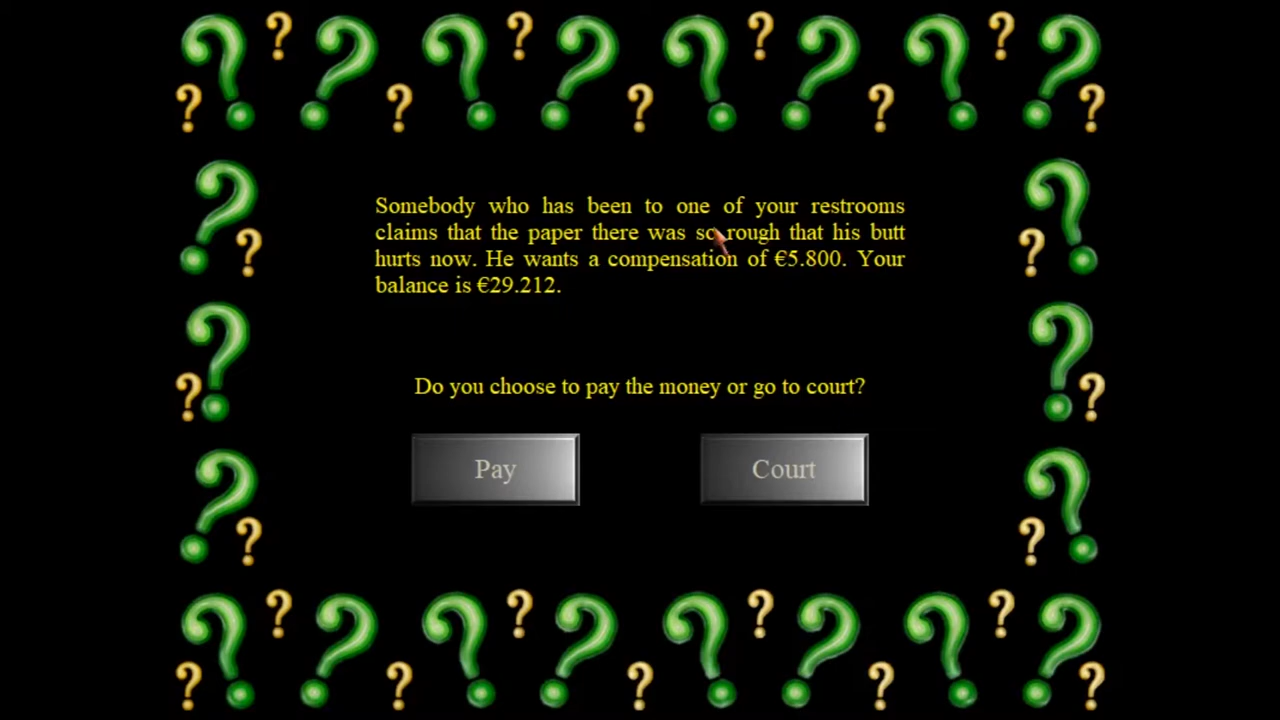 Somebody who has been to one of your restrooms
claims that the paper there was so rough that his butt
hurts now. He wants a compensation of €5.800. Your
balance is €29.212.
Do you choose to pay the money or go to court?
Pay
Court